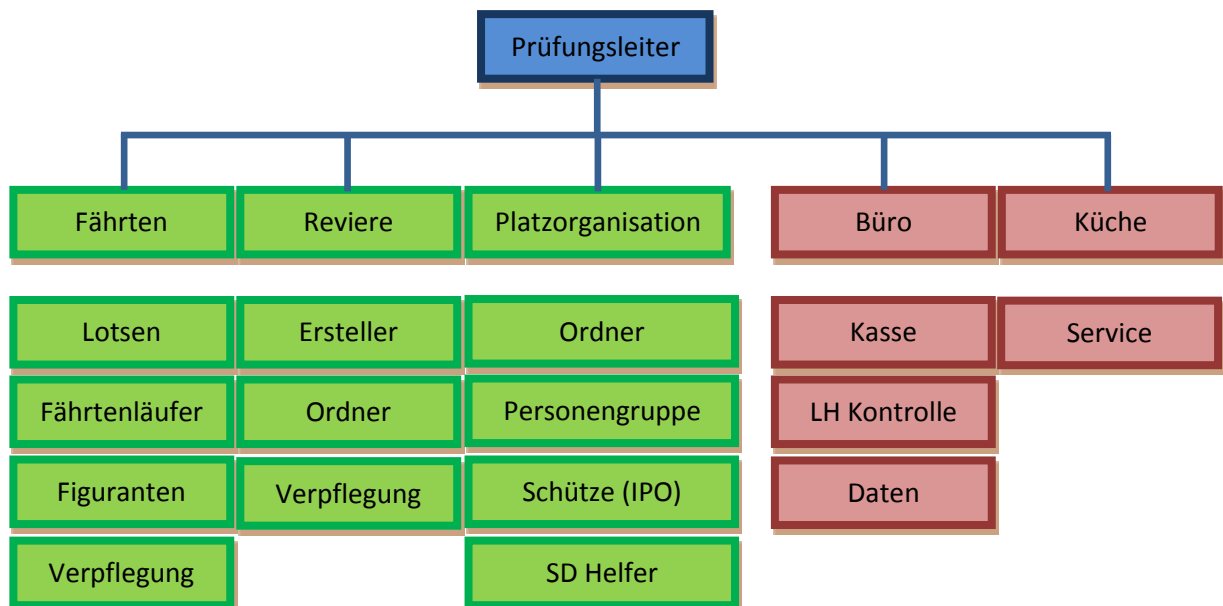 Prüfungsleiter
Fährten
Reviere
Platzorganisation
Büro
Küche
Lotsen
Ersteller
Ordner
Kasse
Service
Fährtenläufer
Ordner
Personengruppe
LH Kontrolle
Figuranten
Verpflegung
Schütze (IPO)
Daten
Verpflegung
SD Helfer